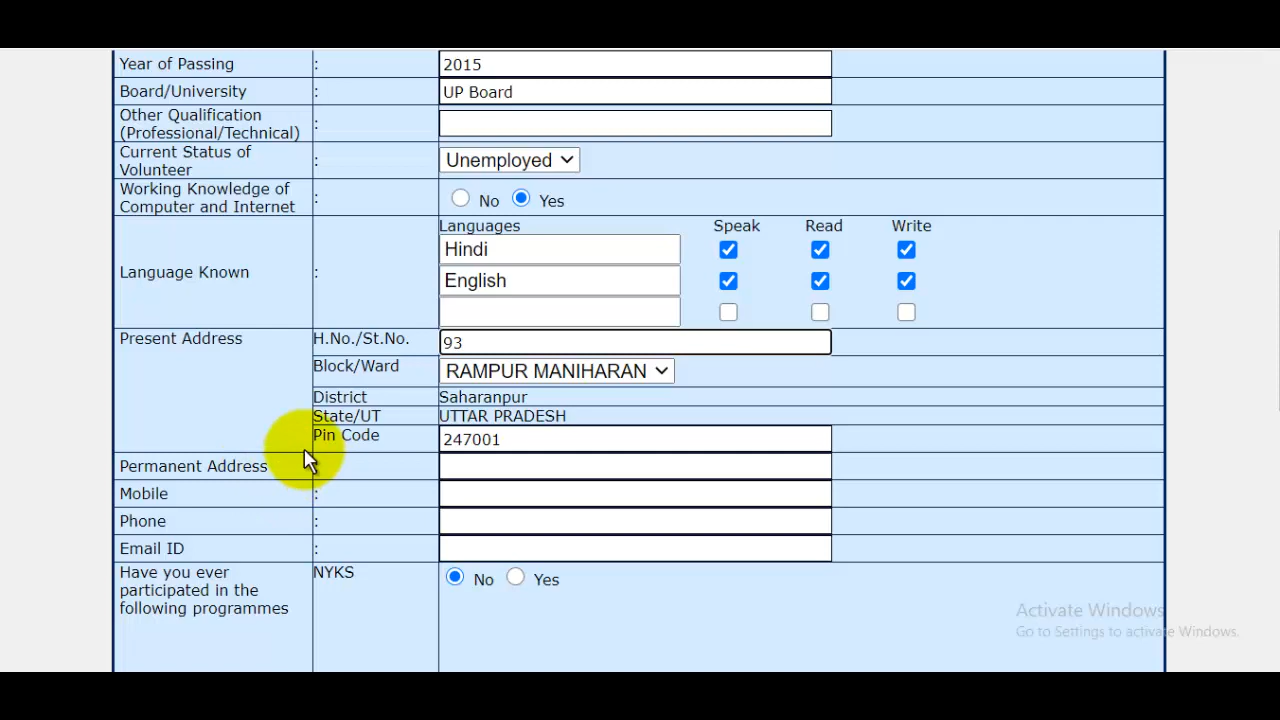 Year of Passing : 2015
Board/University : UP Board
Other Qualification
(Professional/Technical) :
Current Status of
Volunteer : Unemployed
Working Knowledge of
Computer and Internet : No Yes
Languages Speak Read Write
Hindi
Language Known : English
Present Address H.No./St.No. 93
Block/Ward RAMPUR MANIHARAN
District Saharanpur
State/UT UTTAR PRADESH
Pin Code 247001
Permanent Address
Mobile :
Phone :
Email ID :
Have you ever
participated in the
following programmes NYKS No Yes
Activate Windows
Go to Settings to activate Windows.